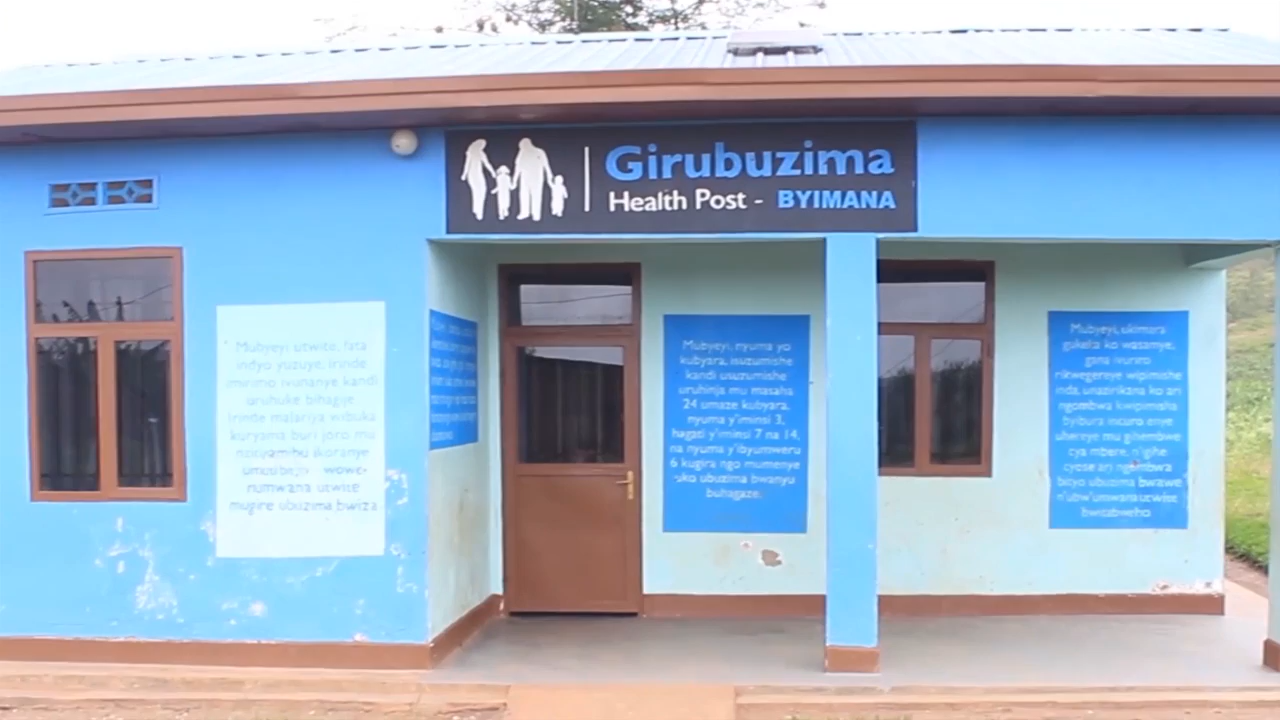 Girubuzima
Health Post - BYIMANA
Mubyeyi utwite, fata
indyo yuzuye, irinde
imirimo ivunanye kandi
uruhuke bihagije
Irinde malariya wibuka
kuryama buri joro mu
nzitiramibu ikoranye
umuti
wowe
numwana utwite
mugire ubuzima bwiza
Mubyeyi, nyuma yo
kubyara, isuzumishe
kandi usuzumishe
uruhinja mu masaha
24 umaze kubyara,
nyuma y'iminsi 3,
hagati y'iminsi 7 na 14,
na nyuma y'ibyumweru
6 kugira ngo mumenye
uko ubuzima bwanyu
buhagaze.
Mubyeyi, ukimara
gukeka ko wasamye,
gana ivuriro
rikwegereye wipimishe
inda, unazirikana ko ari
ngombwa kwipimisha
byibura incuro enye
uhereye mu gihembwe
cya mbere, n'igihe
cyose ari ngombwa
bityo ubuzima bwawe
n'ubw'umwana utwite
bwitabweho